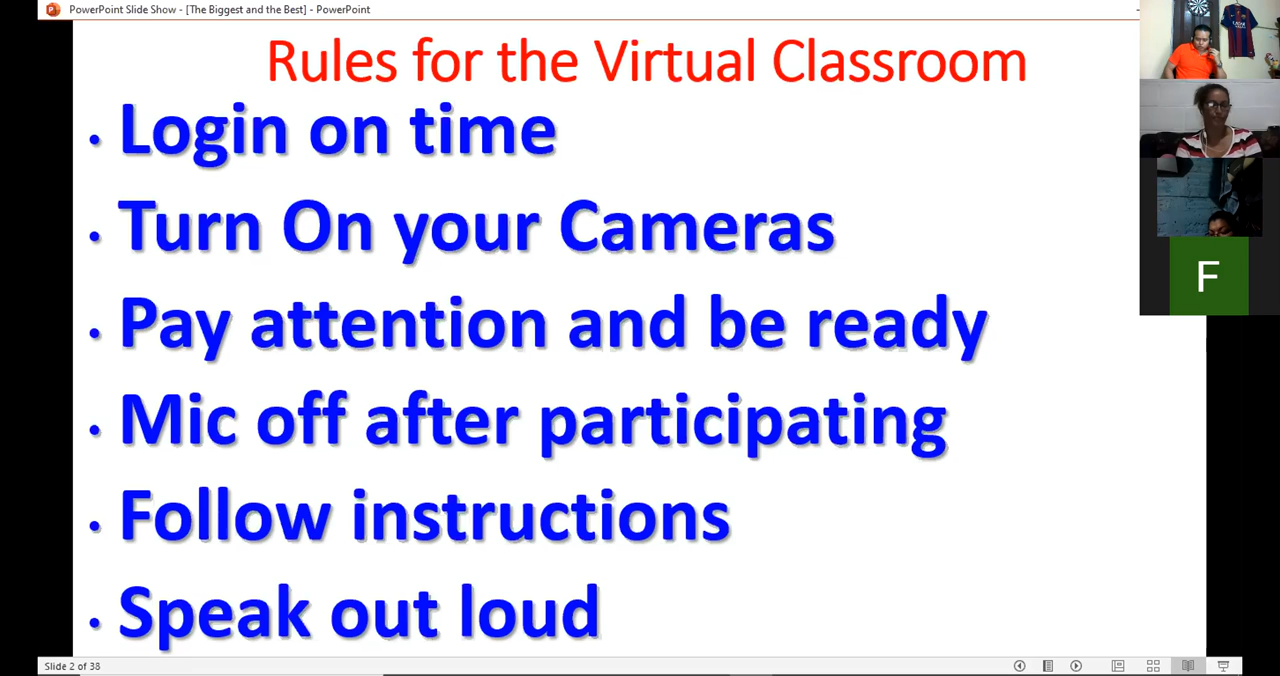 PowerPoint Slide Show - [The Biggest and the Best] - PowerPoint
Rules for the Virtual Classroom
• Login on time
• Turn On your Cameras
• Pay attention and be ready
• Mic off after participating
• Follow instructions
• Speak out loud
F
Slide 2 of 38